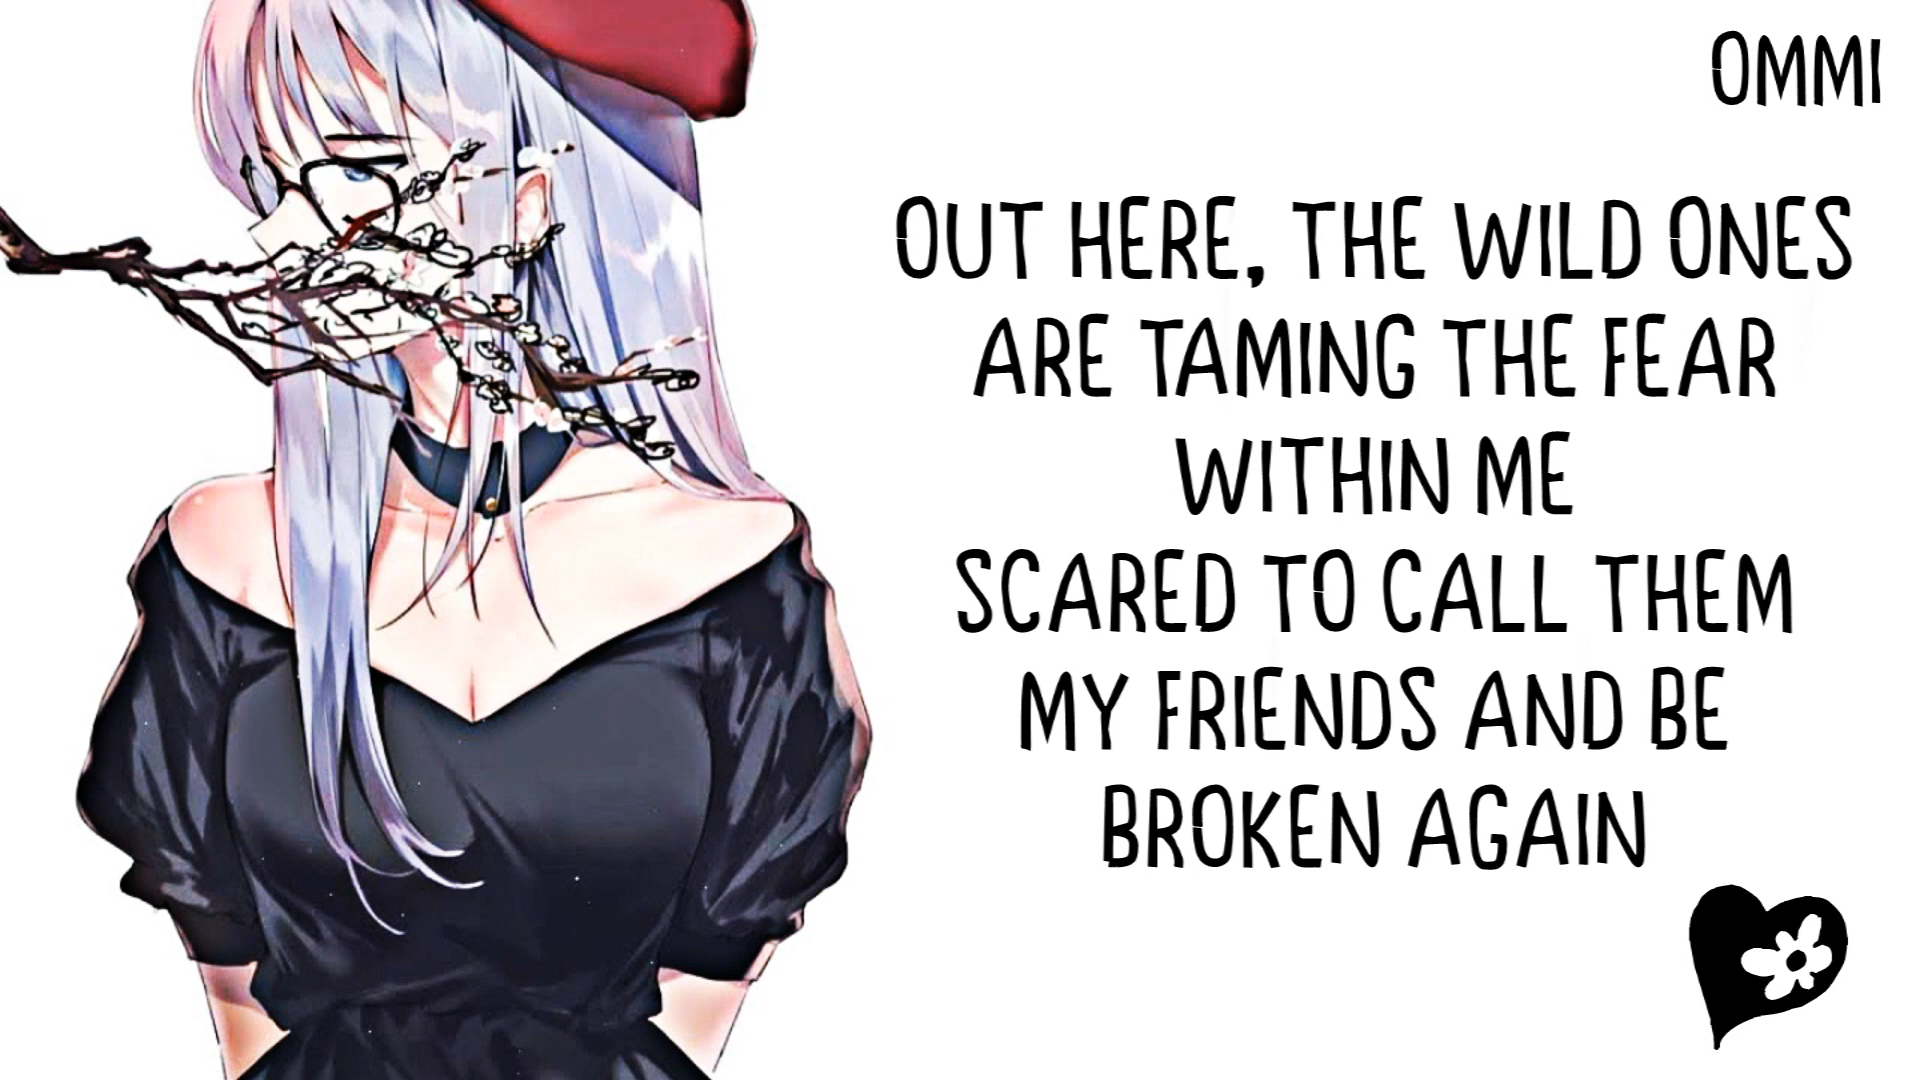 OMMI
OUT HERE, THE WILD ONES
ARE TAMING THE FEAR
WITHIN ME
SCARED TO CALL THEM
MY FRIENDS AND BE
BROKEN AGAIN